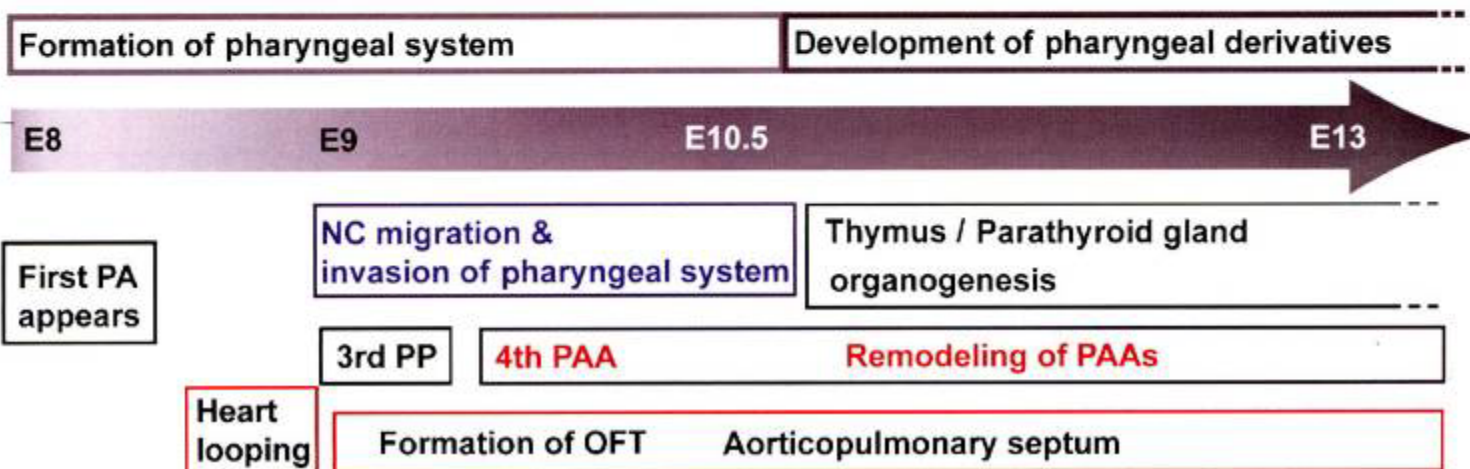 Formation of pharyngeal system
Development of pharyngeal derivatives
E8 E9 E10.5 E13
NC migration &
invasion of pharyngeal system
Thymus / Parathyroid gland
organogenesis
First PA
appears
3rd PP
4th PAA Remodeling of PAAs
Heart
looping
Formation of OFT Aorticopulmonary septum